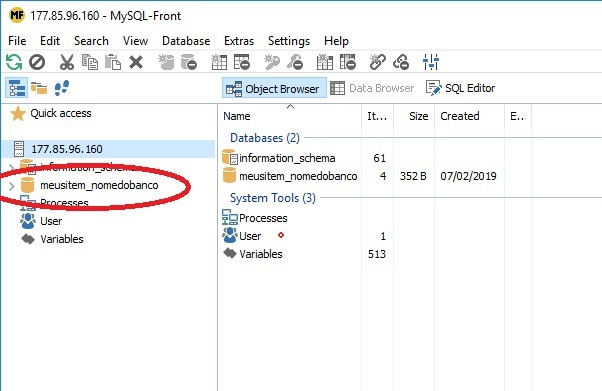 MF 177.85.96.160 - MySQL-Front
File Edit Search View Database Extras Settings Help
Object Browser Data Browser SQL Editor
Quick access
177.85.96.160
information_schema
meusitem_nomedobanco
Processes
User
Variables
Name It... Size Created E...
Databases (2)
information_schema 61
meusitem_nomedobanco 4 352 B 07/02/2019
System Tools (3)
Processes
User 1
Variables 513